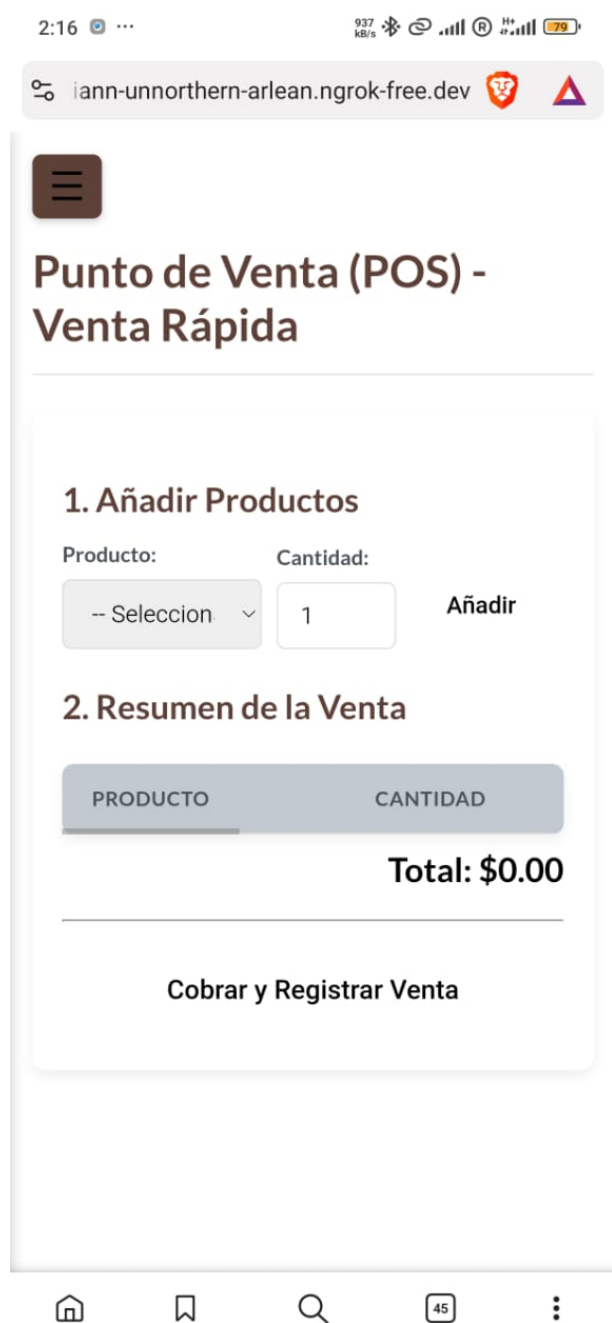 2:16 ... 937 kB/s R H+ 79
iann-unnorthern-arlean.ngrok-free.dev
Punto de Venta (POS) -
Venta Rápida
1. Añadir Productos
Producto: Cantidad:
-- Seleccion 1 Añadir
2. Resumen de la Venta
PRODUCTO CANTIDAD
Total: $0.00
Cobrar y Registrar Venta
45